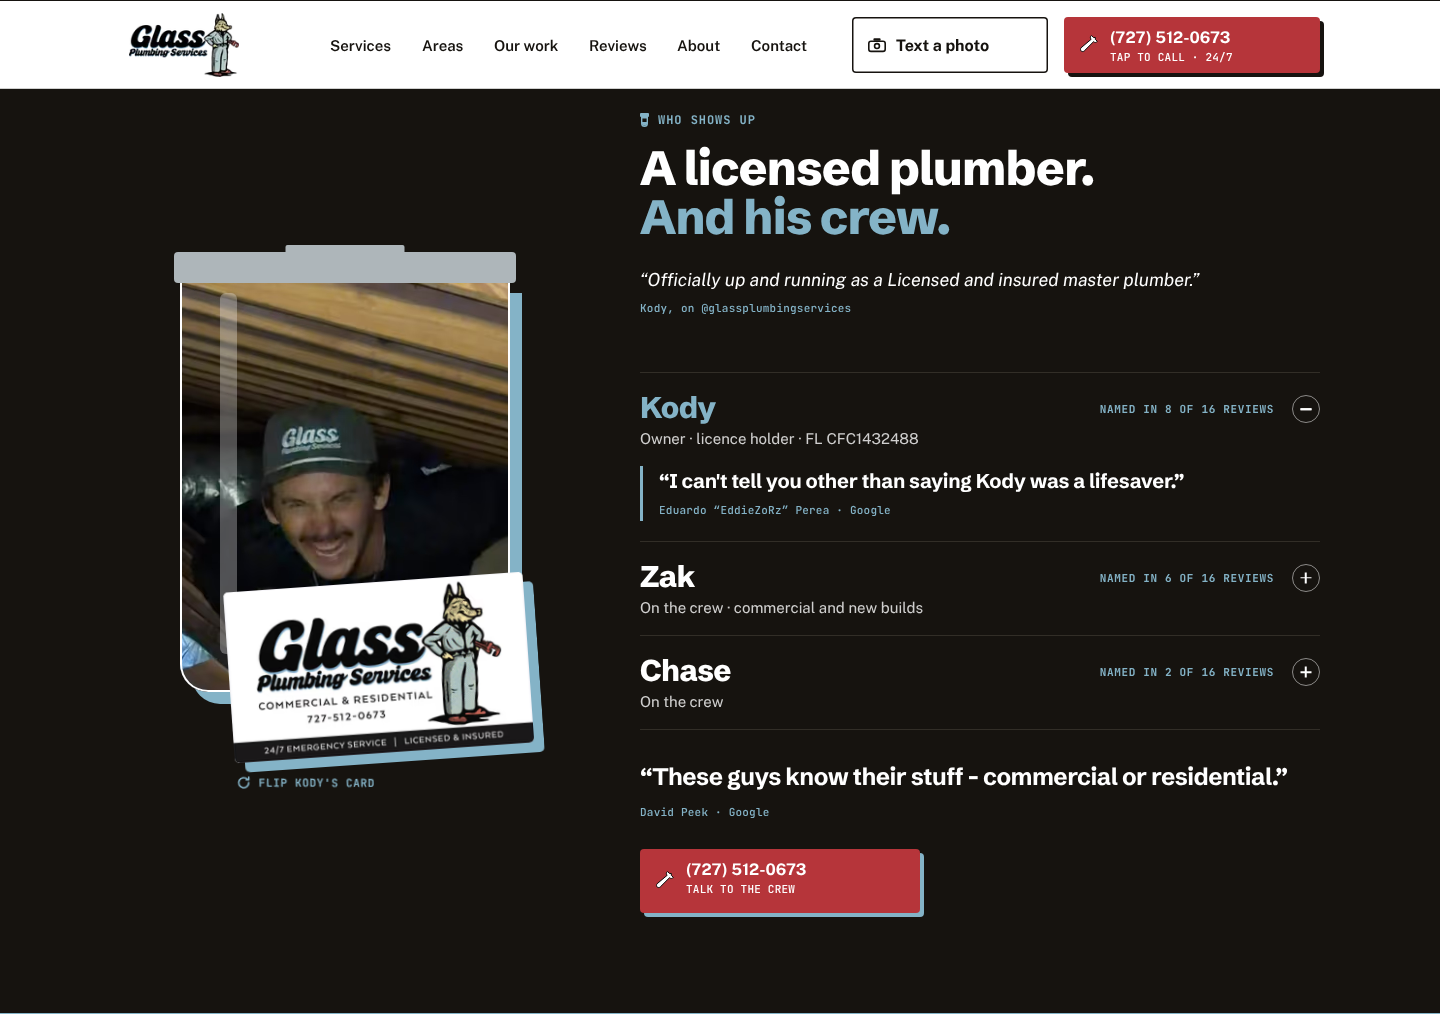 Glass
Plumbing Services
Services
Areas
Our work
Reviews
About
Contact
Text a photo
(727) 512-0673
TAP TO CALL · 24/7
WHO SHOWS UP
A licensed plumber.
And his crew.
“Officially up and running as a Licensed and insured master plumber.”
Kody, on @glassplumbingservices
Glass
Plumbing Services
Glass
Plumbing Services
COMMERCIAL & RESIDENTIAL
727-512-0673
24/7 EMERGENCY SERVICE | LICENSED & INSURED
FLIP KODY'S CARD
Kody
NAMED IN 8 OF 16 REVIEWS
Owner · licence holder · FL CFC1432488
“I can't tell you other than saying Kody was a lifesaver.”
Eduardo “EddieZoRz” Perea · Google
Zak
NAMED IN 6 OF 16 REVIEWS
On the crew · commercial and new builds
Chase
NAMED IN 2 OF 16 REVIEWS
On the crew
“These guys know their stuff - commercial or residential.”
David Peek · Google
(727) 512-0673
TALK TO THE CREW